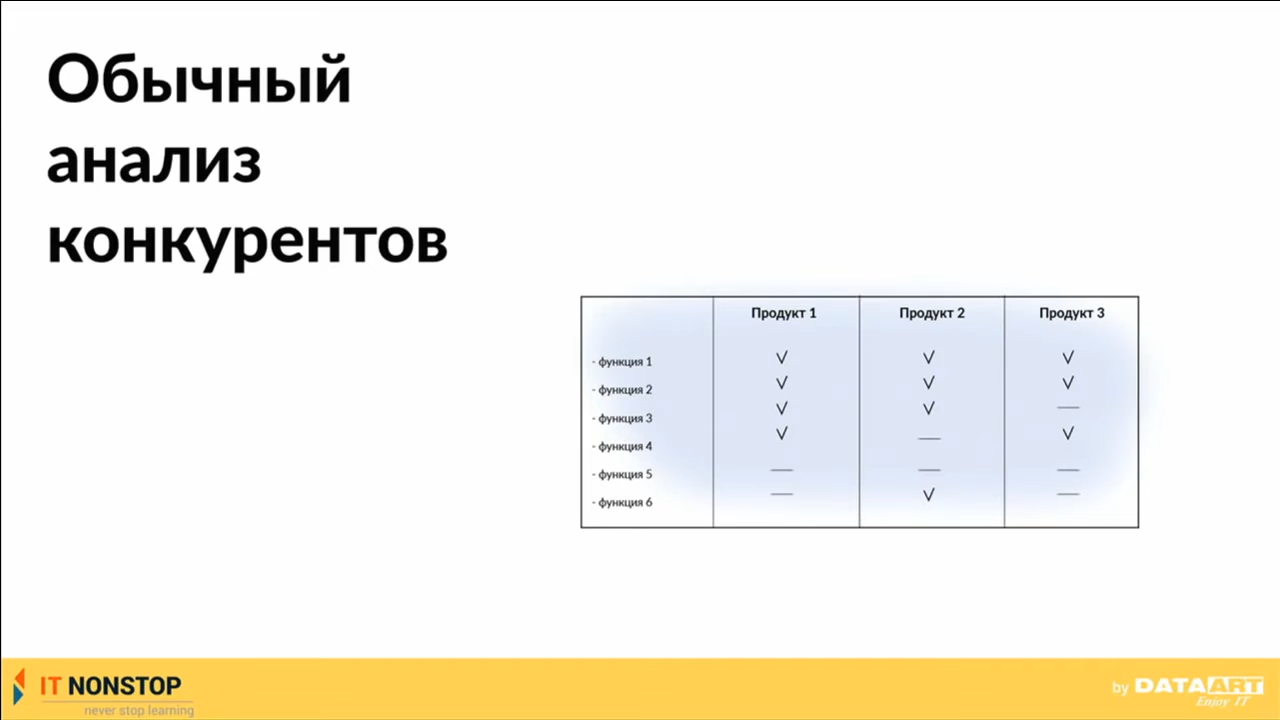 Обычный
анализ
конкурентов
Продукт 1 Продукт 2 Продукт 3
- функция 1 √ √ √
- функция 2 √ √ √
- функция 3 √ √ —
- функция 4 √ — √
- функция 5 — — —
- функция 6 — √ —
IT NONSTOP
never stop learning
by DATAART
Enjoy IT